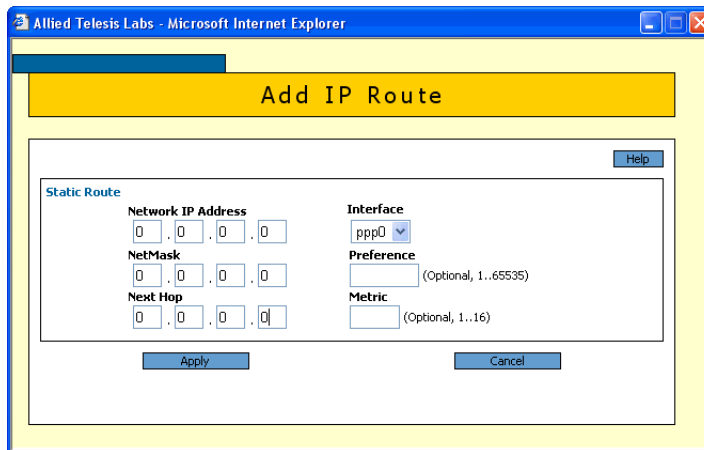 Allied Telesis Labs - Microsoft Internet Explorer
Add IP Route
Help
Static Route
Network IP Address
0 . 0 . 0 . 0
Interface
ppp0
NetMask
0 . 0 . 0 . 0
Preference
(Optional, 1..65535)
Next Hop
0 . 0 . 0 . 0
Metric
(Optional, 1..16)
Apply
Cancel